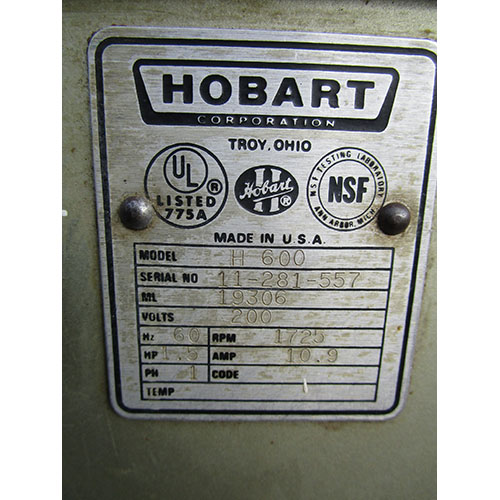 HOBART
CORPORATION
TROY, OHIO
UL ® LISTED 775A
Hobart ®
NSF TESTING LABORATORY NSF ANN ARBOR, MICH.
MADE IN U.S.A.
MODEL H 600
SERIAL NO 11-281-557
ML 19306
VOLTS 200
Hz 60 RPM 1725
HP 1.5 AMP 10.9
PH 1 CODE
TEMP